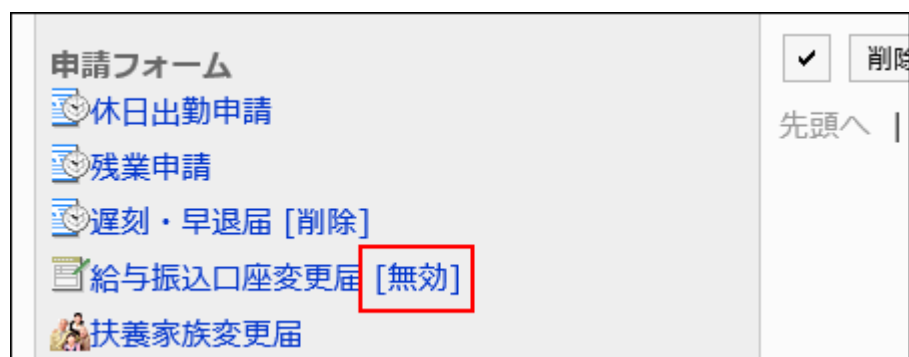 申請フォーム
休日出勤申請
残業申請
遅刻・早退届 [削除]
給与振込口座変更届 [無効]
扶養家族変更届
削除
先頭へ |